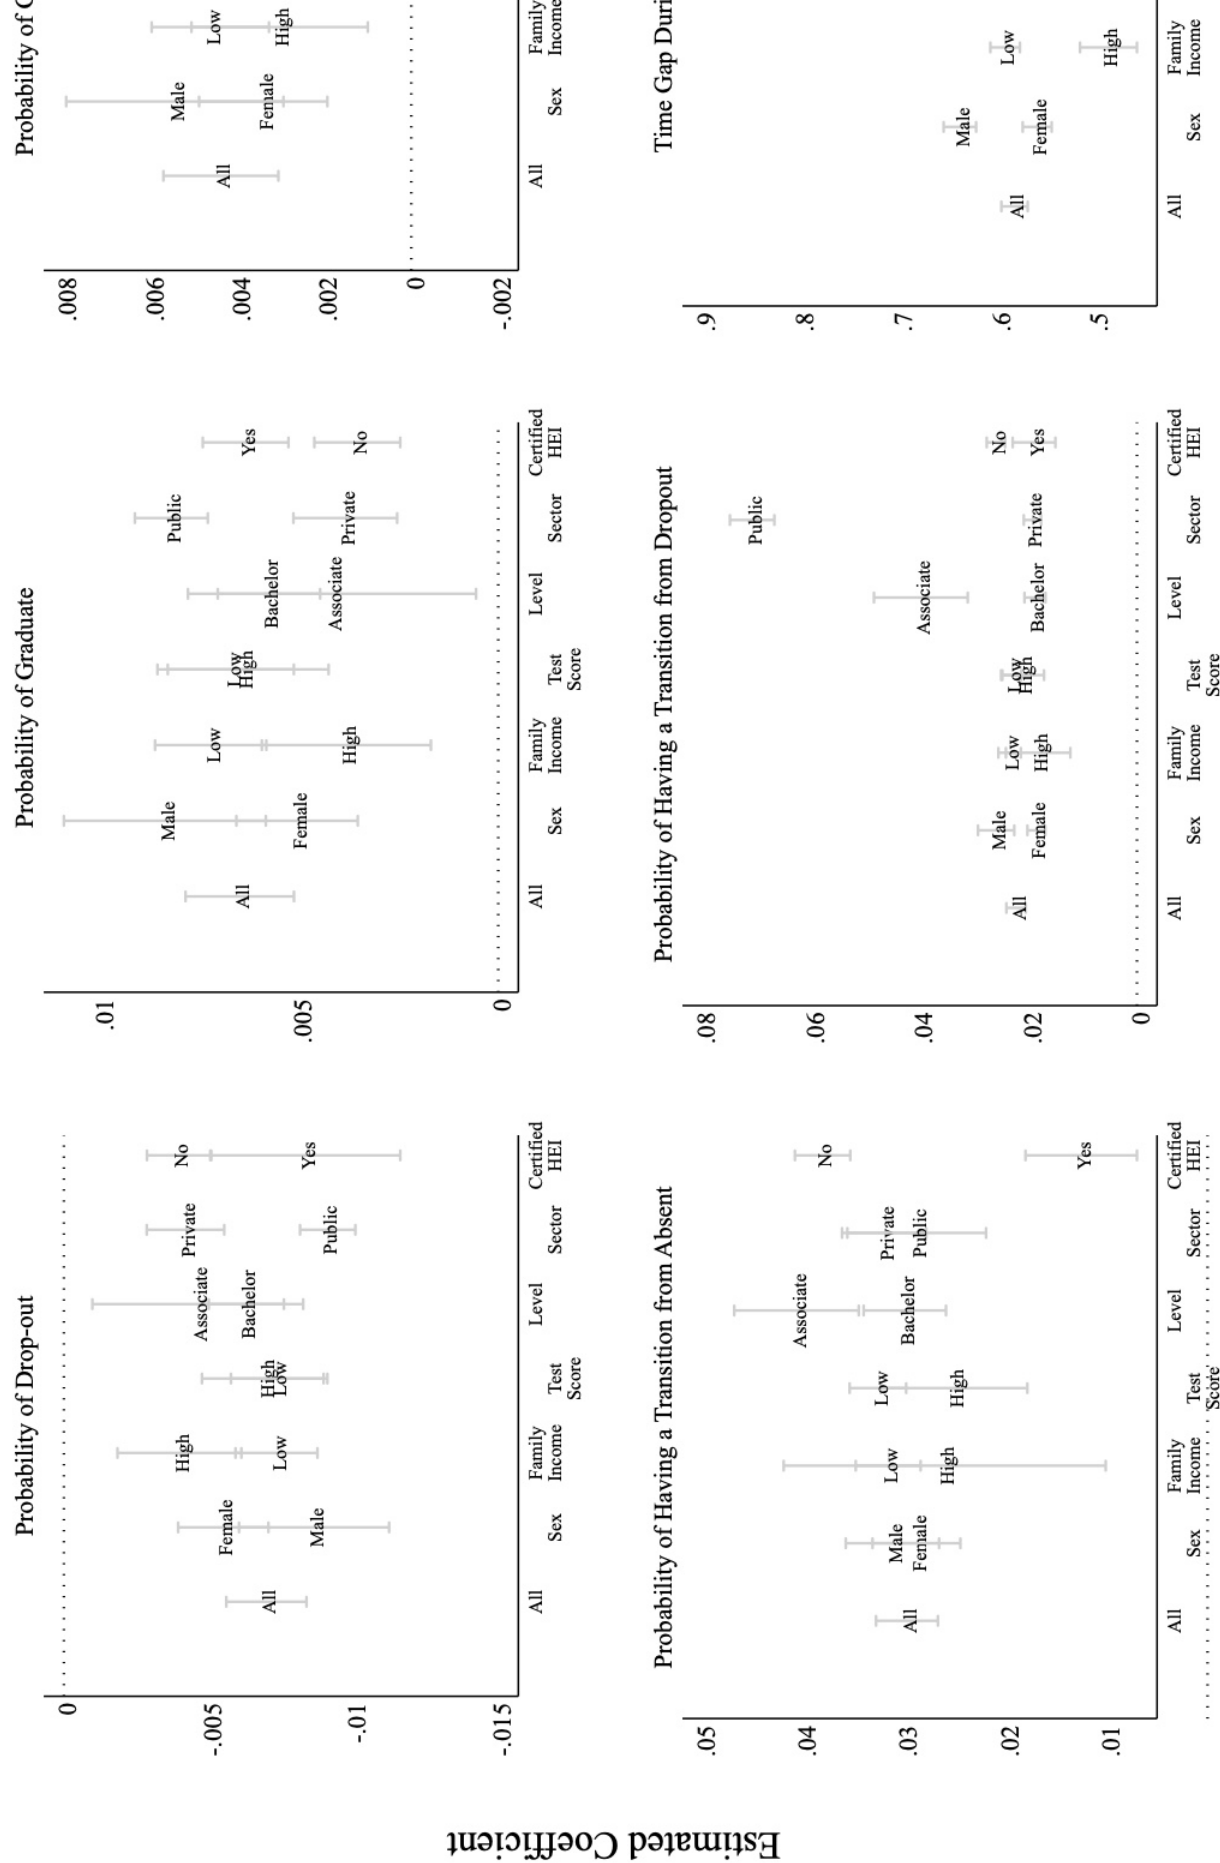 Estimated Coefficient
Probability of Drop-out
0
-.005
-.01
-.015
All
Female
Male
High
Low
High
Low
Associate
Bachelor
Private
Public
No
Yes
All
Sex
Family
Income
Test
Score
Level
Sector
Certified
HEI
Probability of Graduate
.01
.005
0
All
Male
Female
Low
High
Low
High
Bachelor
Associate
Public
Private
Yes
No
All
Sex
Family
Income
Test
Score
Level
Sector
Certified
HEI
Probability of
.008
.006
.004
.002
0
-.002
All
Male
Female
Low
High
All
Sex
Family
Income
Probability of Having a Transition from Absent
.05
.04
.03
.02
.01
All
Male
Female
Low
High
Low
High
Associate
Bachelor
Private
Public
No
Yes
All
Sex
Family
Income
Test
Score
Level
Sector
Certified
HEI
Probability of Having a Transition from Dropout
.08
.06
.04
.02
0
All
Male
Female
Low
High
Low
High
Associate
Bachelor
Public
Private
No
Yes
All
Sex
Family
Income
Test
Score
Level
Sector
Certified
HEI
Time Gap Duri
.9
.8
.7
.6
.5
All
Male
Female
Low
High
All
Sex
Family
Income